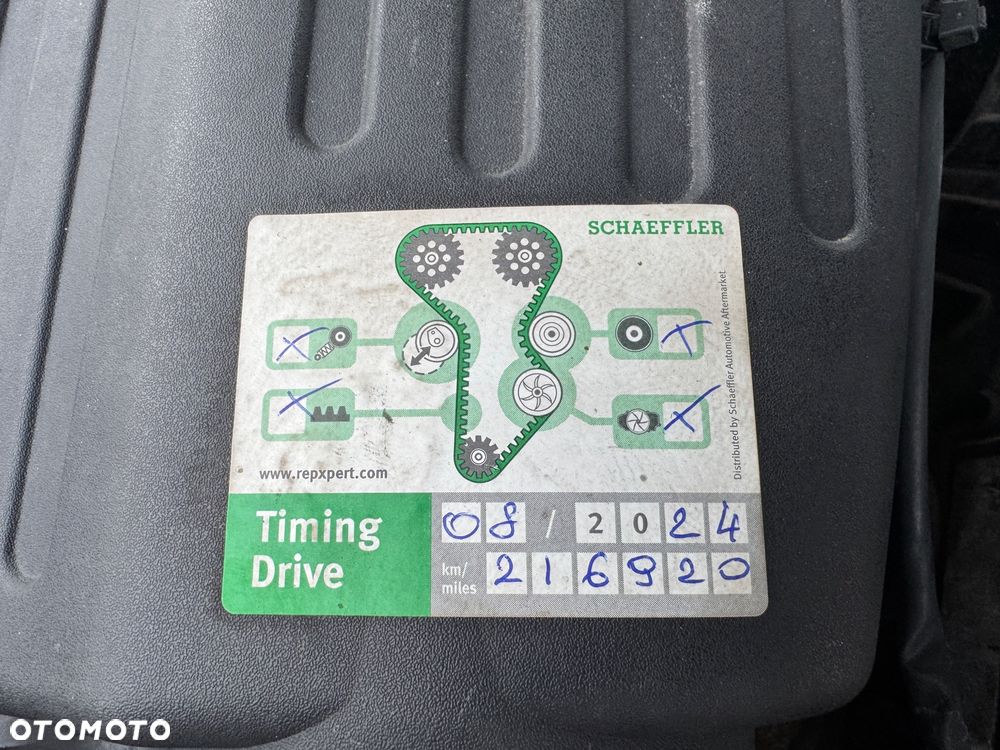 SCHAEFFLER
Distributed by Schaeffler Automotive Aftermarket
www.repxpert.com
Timing
Drive
08 / 2024
km/
miles
216920
OTOMOTO